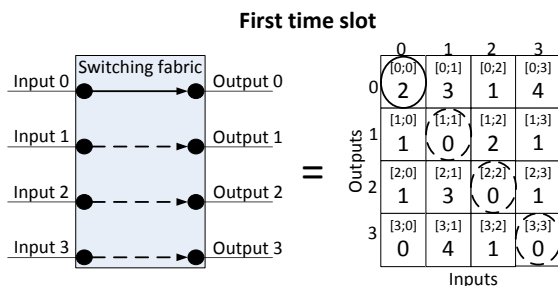 First time slot
Switching fabric
Input 0 Output 0
Input 1 Output 1
Input 2 Output 2
Input 3 Output 3
=
0 1 2 3
[0;0] [0;1] [0;2] [0;3]
0 2 3 1 4
[1;0] [1;1] [1;2] [1;3]
1 1 0 2 1
Outputs
[2;0] [2;1] [2;2] [2;3]
2 1 3 0 1
[3;0] [3;1] [3;2] [3;3]
3 0 4 1 0
Inputs